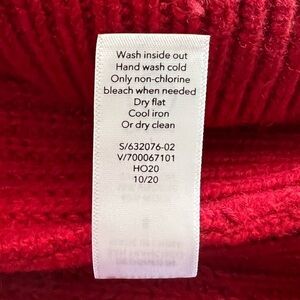 Wash inside out
Hand wash cold
Only non-chlorine
bleach when needed
Dry flat
Cool iron
Or dry clean
S/632076-02
V/700067101
HO20
10/20